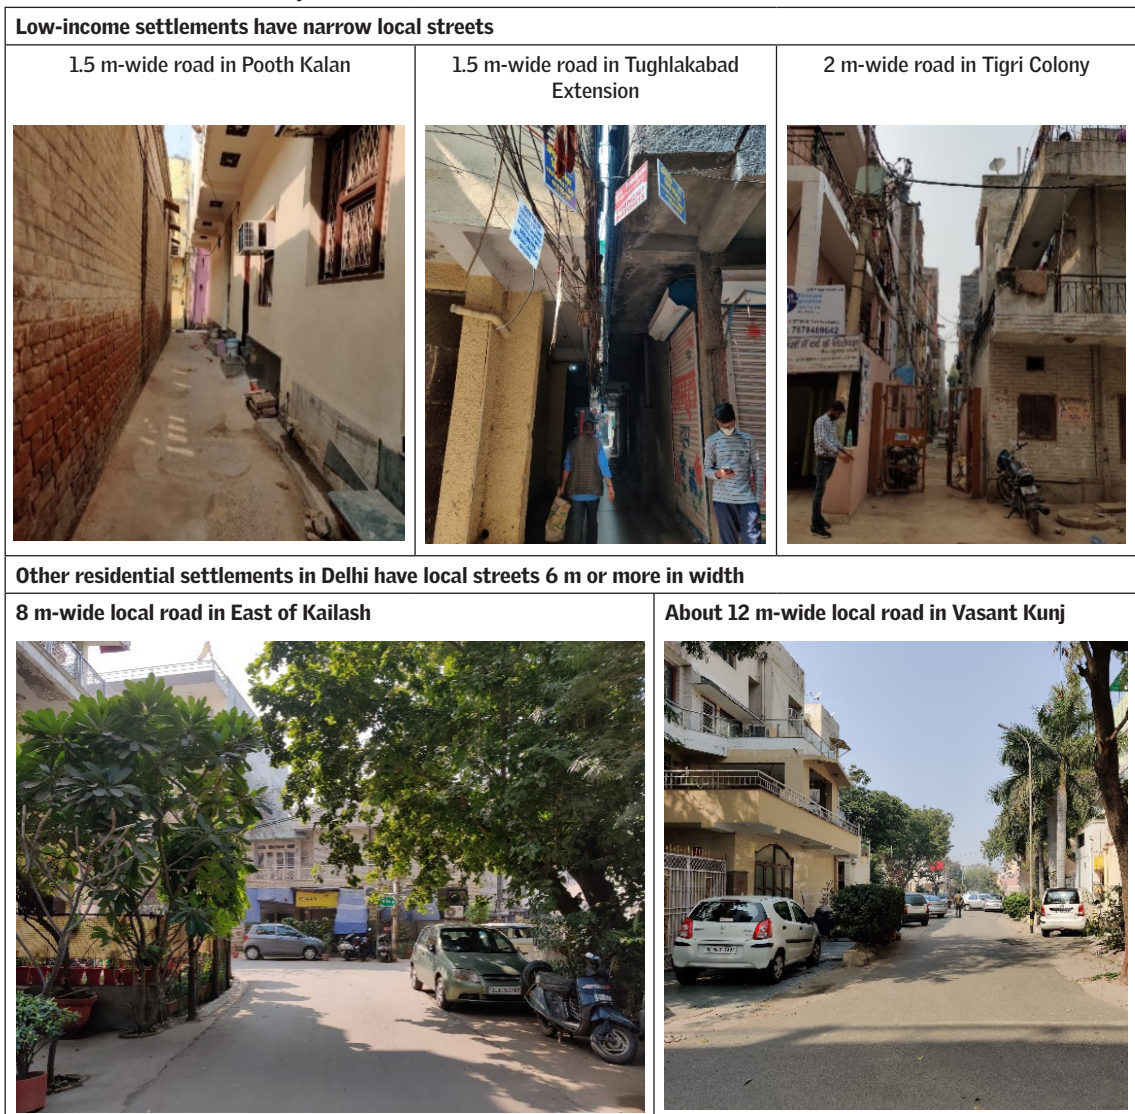 Low-income settlements have narrow local streets
1.5 m-wide road in Pooth Kalan
1.5 m-wide road in Tughlakabad
Extension
2 m-wide road in Tigri Colony
7678469642
Other residential settlements in Delhi have local streets 6 m or more in width
8 m-wide local road in East of Kailash
About 12 m-wide local road in Vasant Kunj